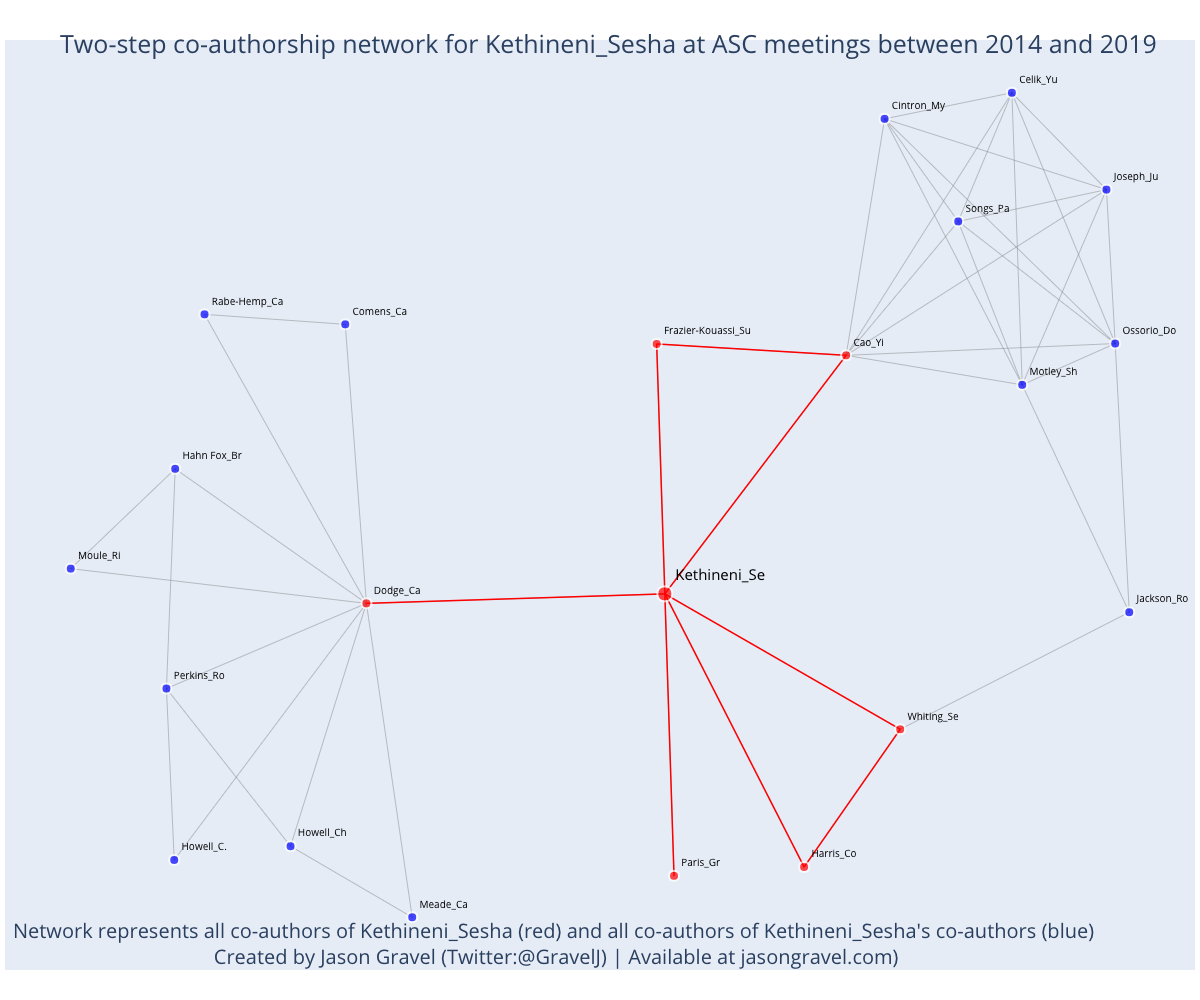 Two-step co-authorship network for Kethineni_Sesha at ASC meetings between 2014 and 2019
Celik_Yu
Cintron_My
Joseph_Ju
Songs_Pa
Rabe-Hemp_Ca
Comens_Ca
Frazier-Kouassi_Su
Cao_Yi
Ossorio_Do
Motley_Sh
Hahn Fox_Br
Moule_Ri
Dodge_Ca
Kethineni_Se
Jackson_Ro
Perkins_Ro
Whiting_Se
Howell_C.
Howell_Ch
Paris_Gr
Harris_Co
Meade_Ca
Network represents all co-authors of Kethineni_Sesha (red) and all co-authors of Kethineni_Sesha's co-authors (blue)
Created by Jason Gravel (Twitter:@GravelJ) | Available at jasongravel.com)